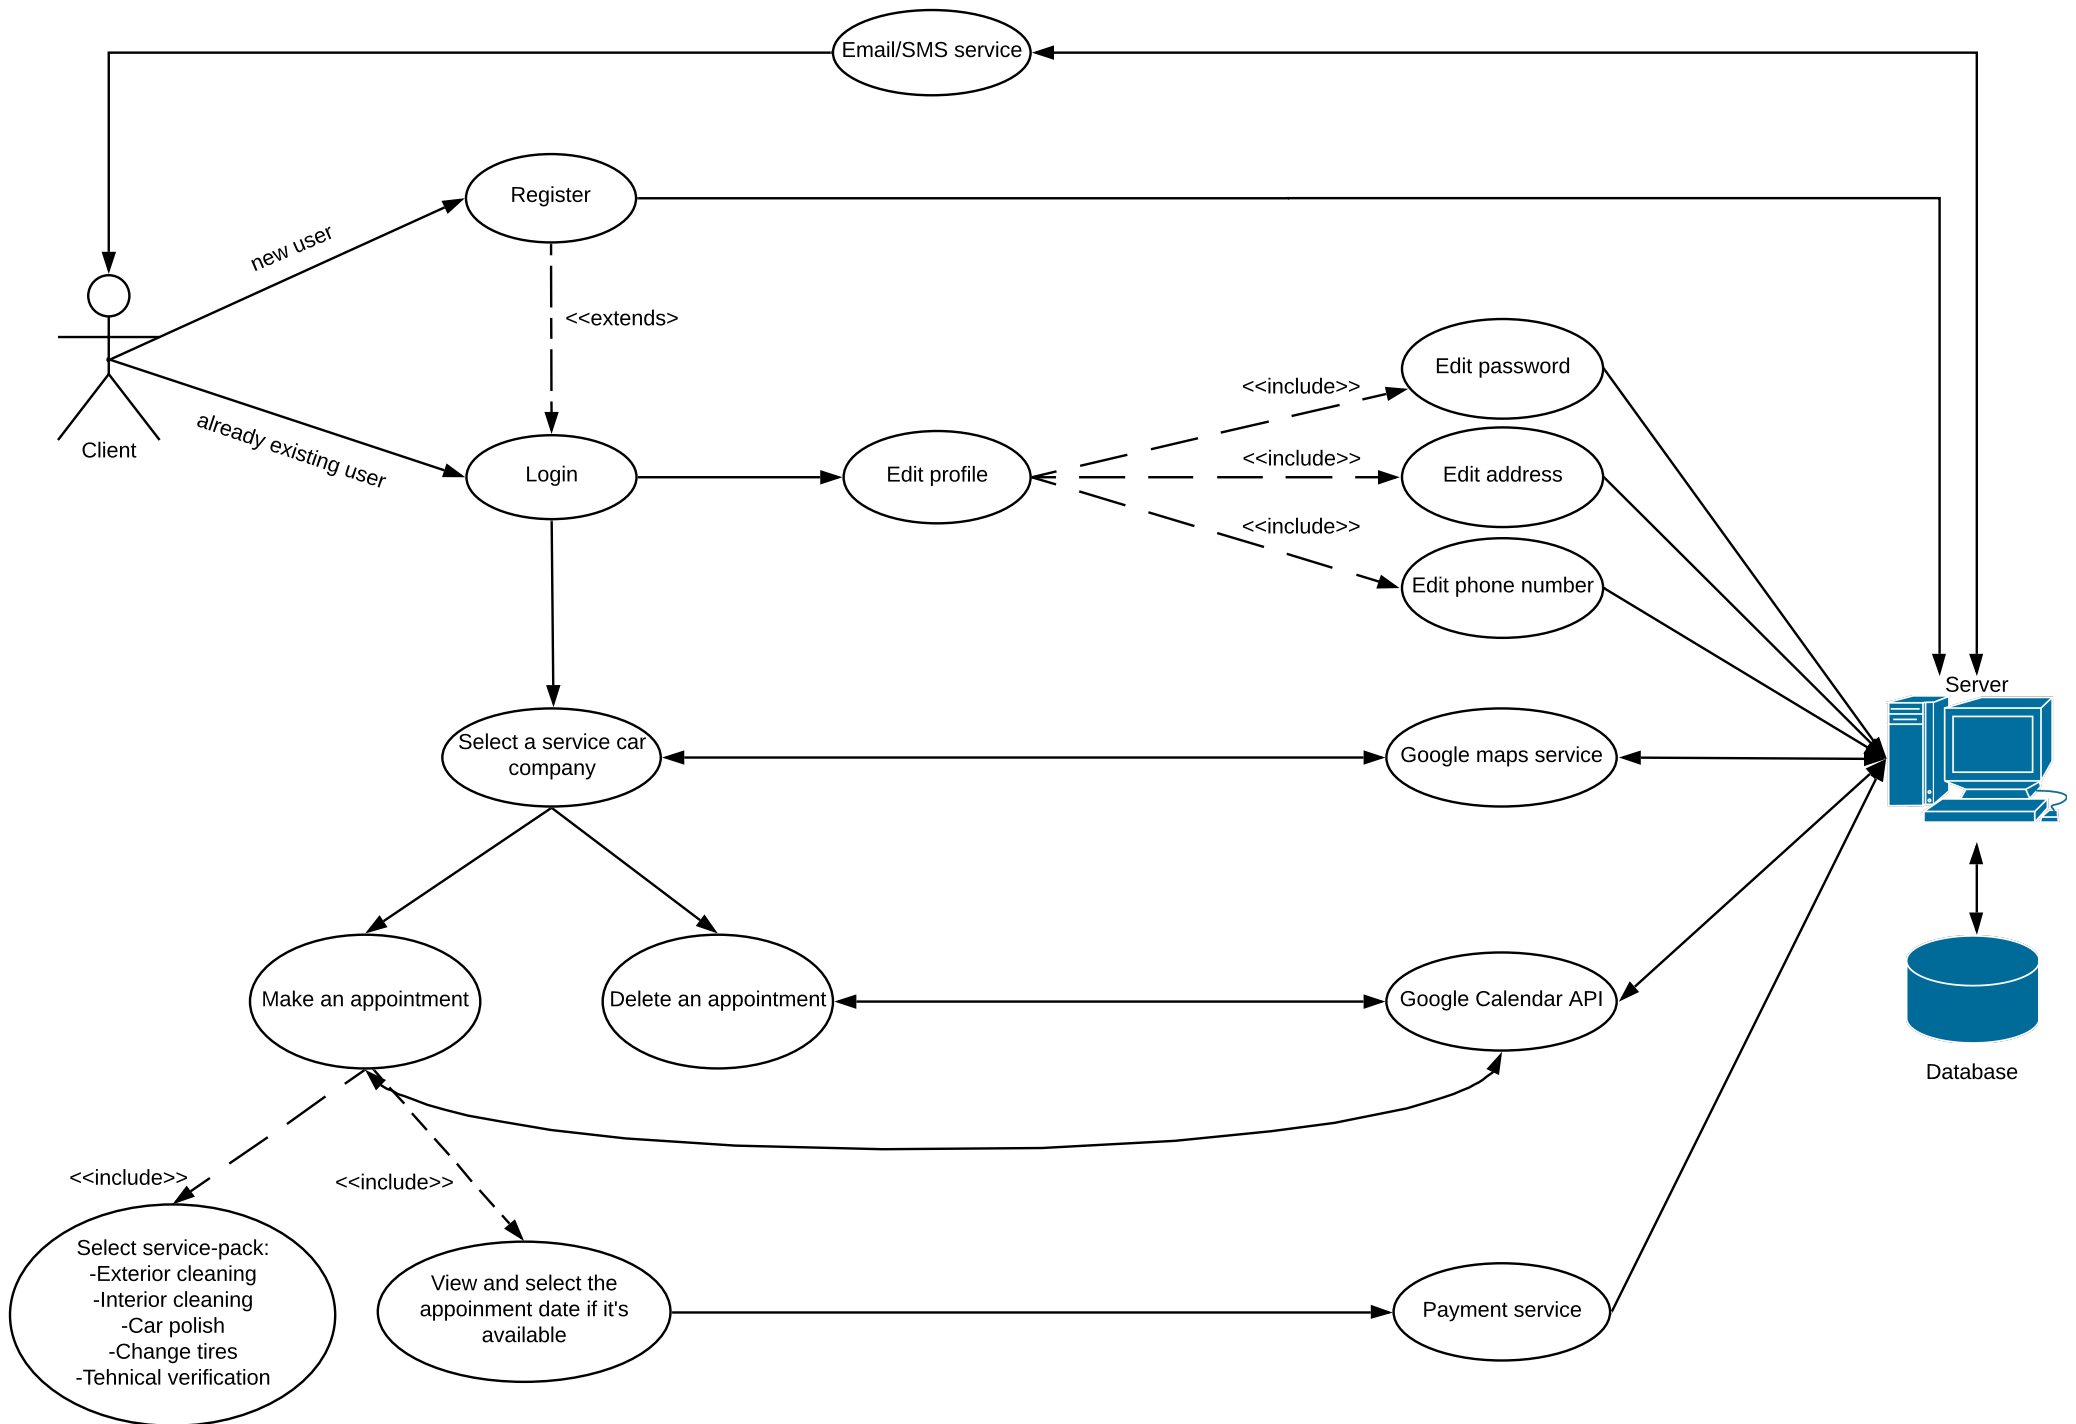 Email/SMS service
Register
new user
<<extends>
Client
already existing user
Login
Edit profile
<<include>>
Edit password
<<include>>
Edit address
<<include>>
Edit phone number
Server
Select a service car
company
Google maps service
Make an appointment
Delete an appointment
Google Calendar API
Database
<<include>>
<<include>>
Select service-pack:
-Exterior cleaning
-Interior cleaning
-Car polish
-Change tires
-Tehnical verification
View and select the
appoinment date if it's
available
Payment service